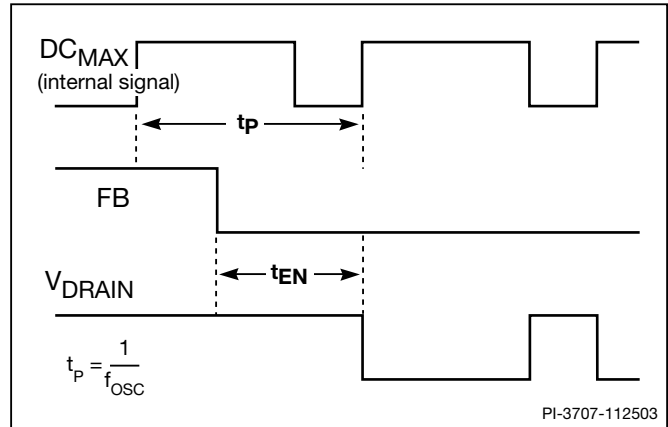 DCMAX
(internal signal)
tP
FB
tEN
VDRAIN
tP = 1/fOSC
PI-3707-112503